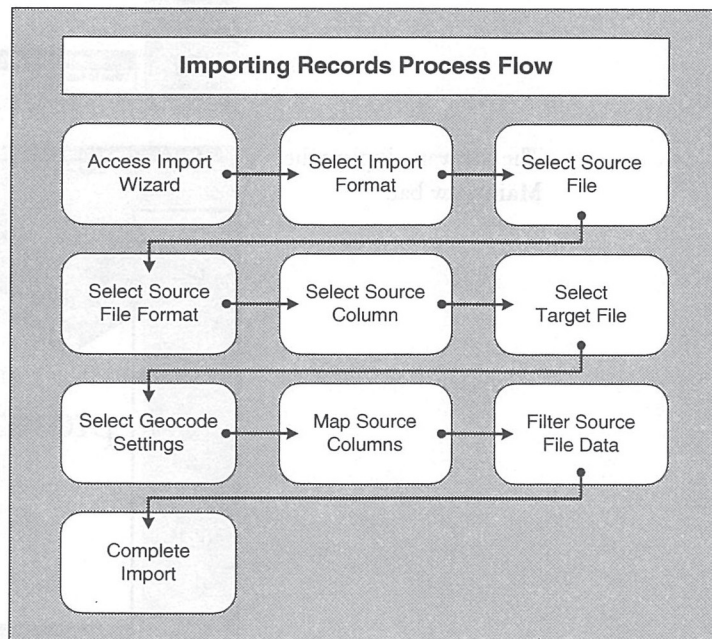 Importing Records Process Flow
Access Import
Wizard
Select Import
Format
Select Source
File
Select Source
File Format
Select Source
Column
Select
Target File
Select Geocode
Settings
Map Source
Columns
Filter Source
File Data
Complete
Import